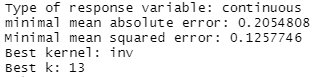 Type of response variable: continuous
minimal mean absolute error: 0.2054808
Minimal mean squared error: 0.1257746
Best kernel: inv
Best k: 13